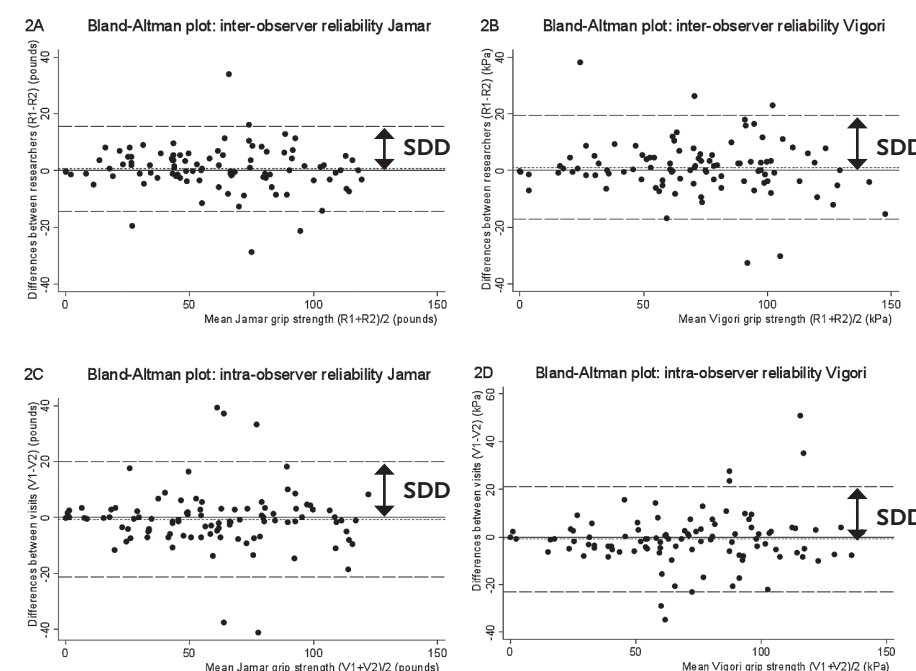 2A Bland-Altman plot: inter-observer reliability Jamar
Differences between researchers (R1-R2) (pounds)
40
20
0
-20
-40
SDD
0 50 100 150
Mean Jamar grip strength (R1+R2)/2 (pounds)
2B Bland-Altman plot: inter-observer reliability Vigori
Differences between researchers (R1-R2) (kPa)
40
20
0
-20
-40
SDD
0 50 100 150
Mean Vigori grip strength (R1+R2)/2 (kPa)
2C Bland-Altman plot: intra-observer reliability Jamar
Differences between visits (V1-V2) (pounds)
40
20
0
-20
-40
SDD
0 50 100 150
Mean Jamar grip strength (V1+V2)/2 (pounds)
2D Bland-Altman plot: intra-observer reliability Vigori
Differences between visits (V1-V2) (kPa)
60
40
20
0
-20
-40
SDD
0 50 100 150
Mean Vigori grip strength (V1+V2)/2 (kPa)